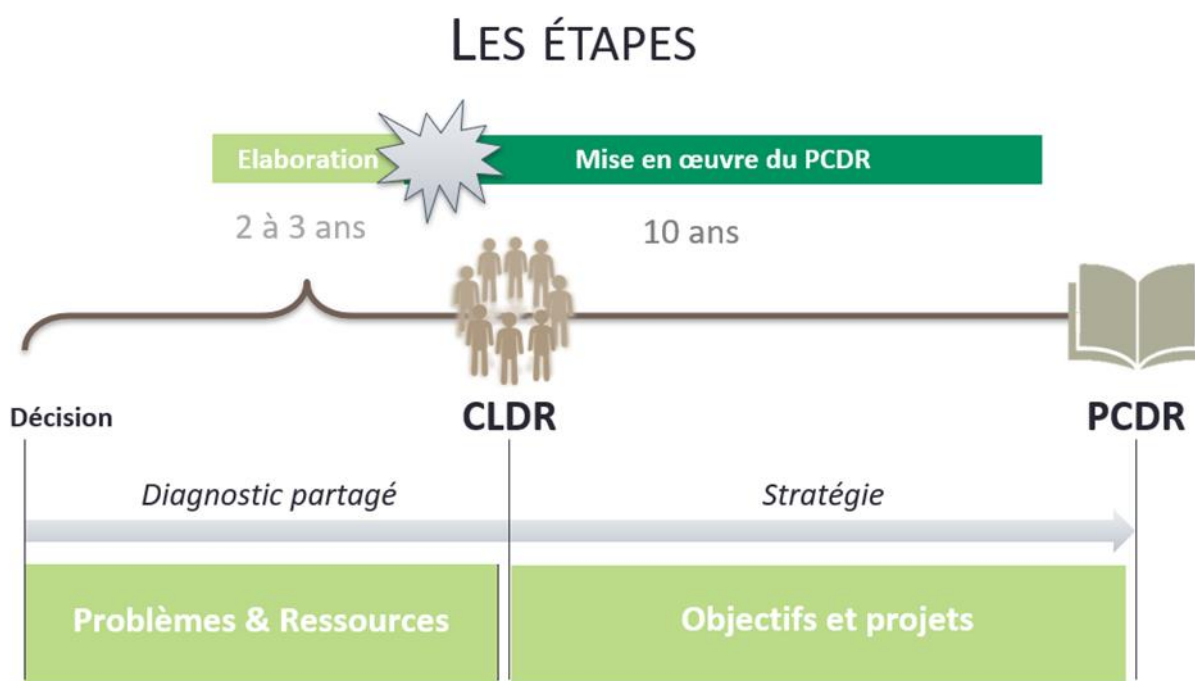 LES ÉTAPES
Elaboration
Mise en œuvre du PCDR
2 à 3 ans
10 ans
Décision
CLDR
PCDR
Diagnostic partagé
Stratégie
Problèmes & Ressources
Objectifs et projets